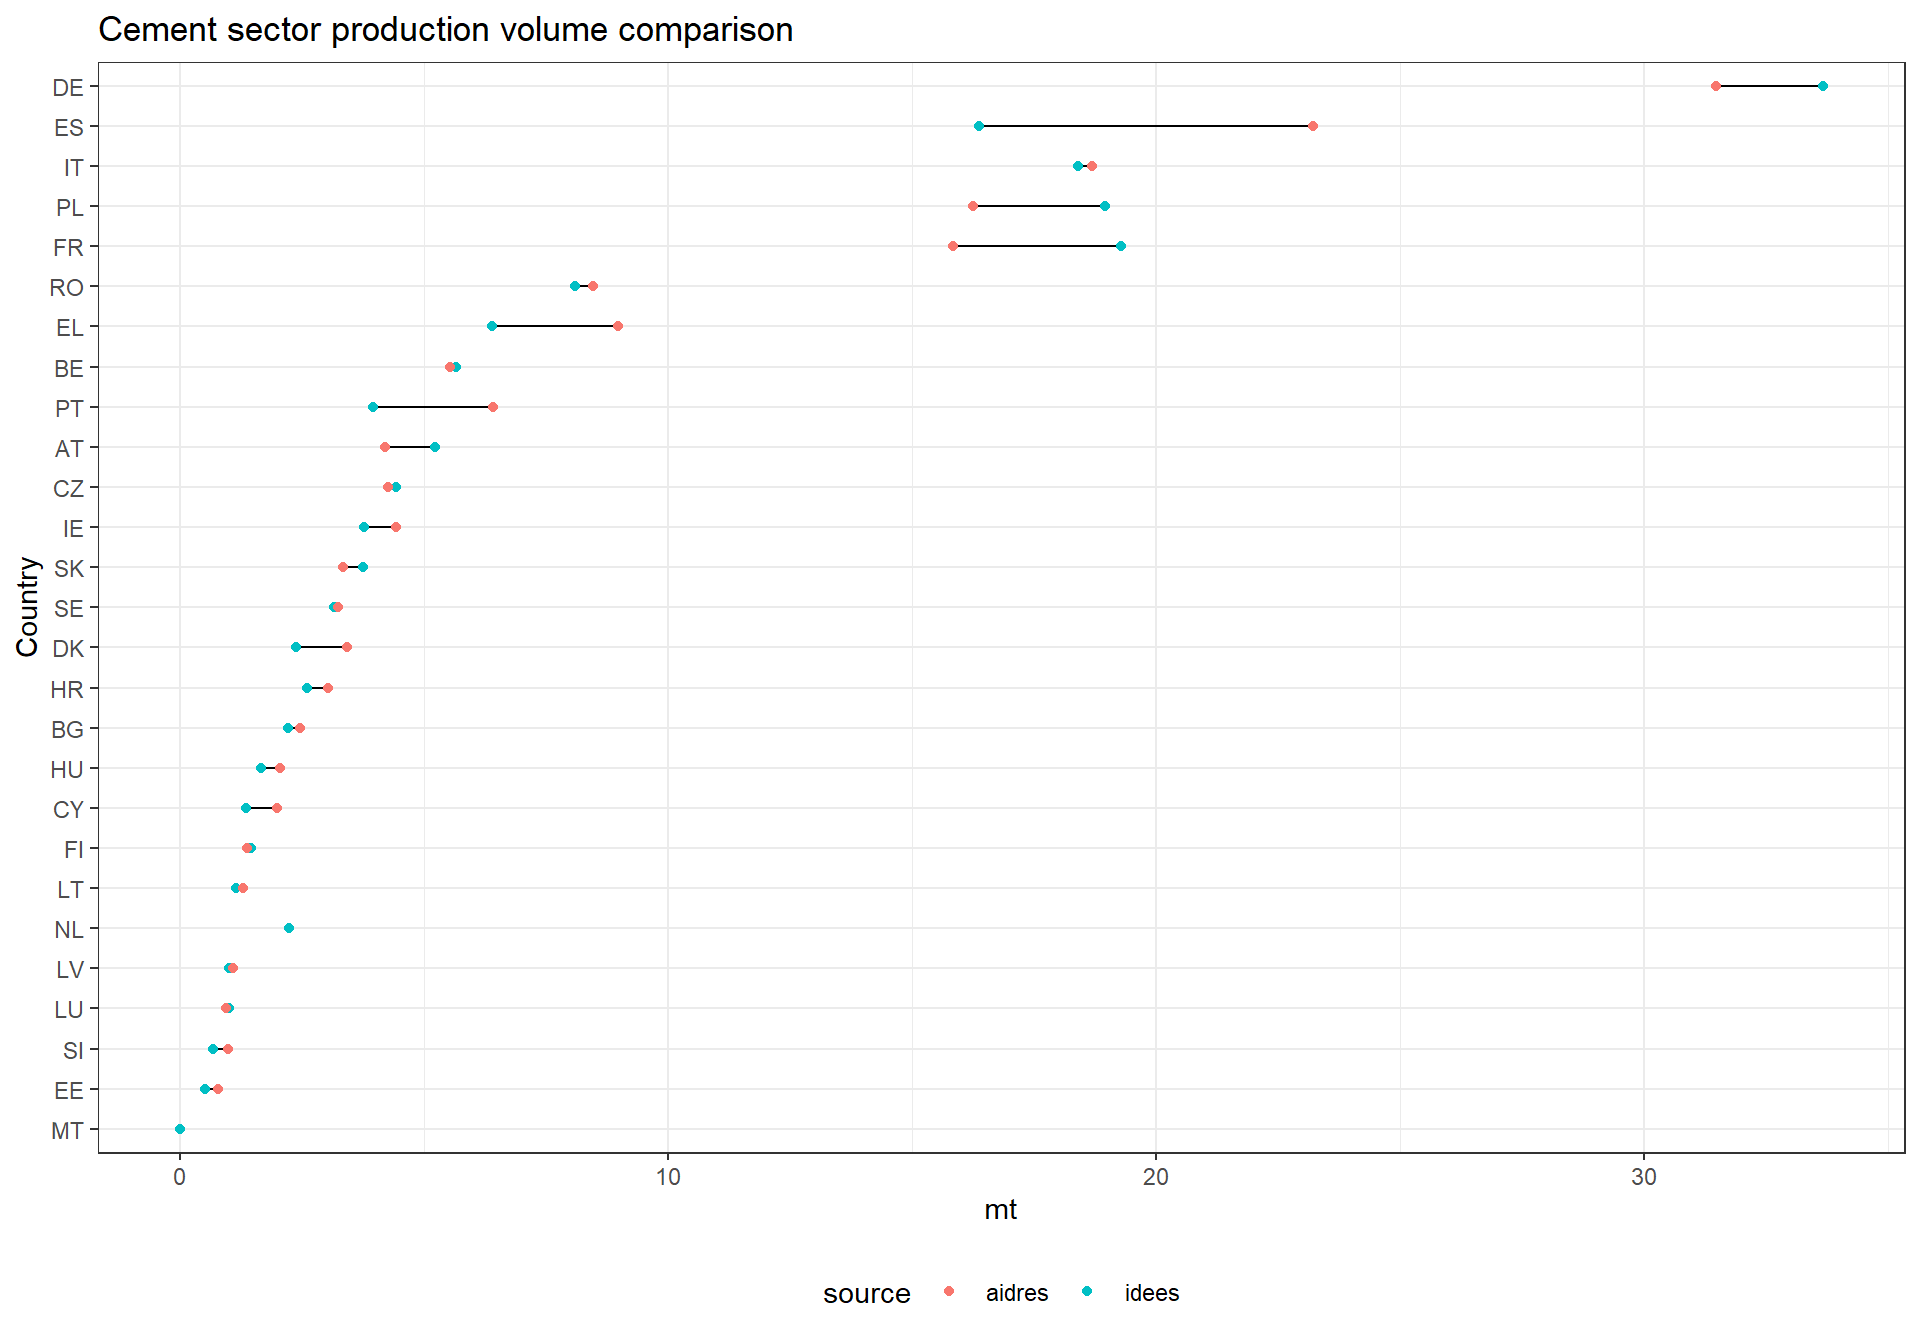 Cement sector production volume comparison
DE
ES
IT
PL
FR
RO
EL
BE
PT
AT
CZ
IE
SK
SE
DK
HR
BG
HU
CY
FI
LT
NL
LV
LU
SI
EE
MT
Country
0 10 20 30
mt
source aidres idees